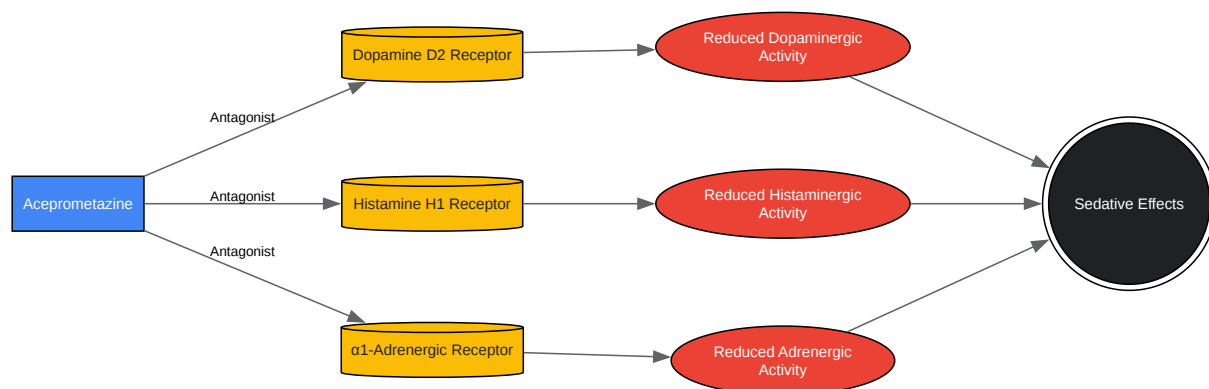 Aceprometazine
Antagonist
Antagonist
Antagonist
Dopamine D2 Receptor
Histamine H1 Receptor
α1-Adrenergic Receptor
Reduced Dopaminergic
Activity
Reduced Histaminergic
Activity
Reduced Adrenergic
Activity
Sedative Effects